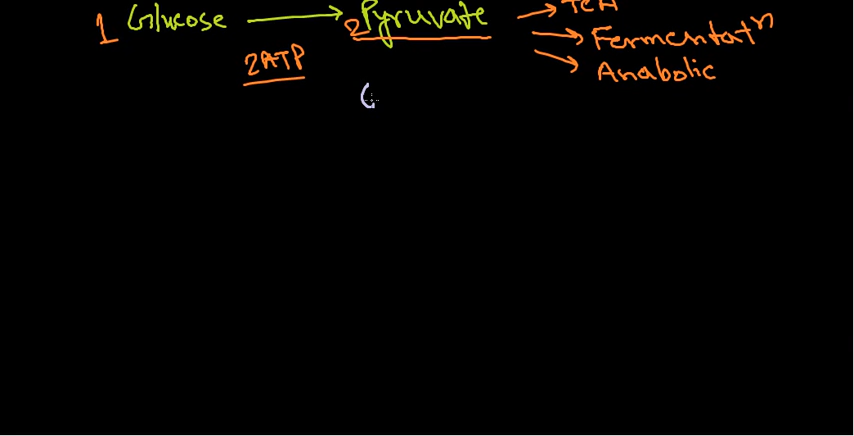 1 Glucose → 2 Pyruvate → TCA
→ Fermentatⁿ
2ATP → Anabolic
(